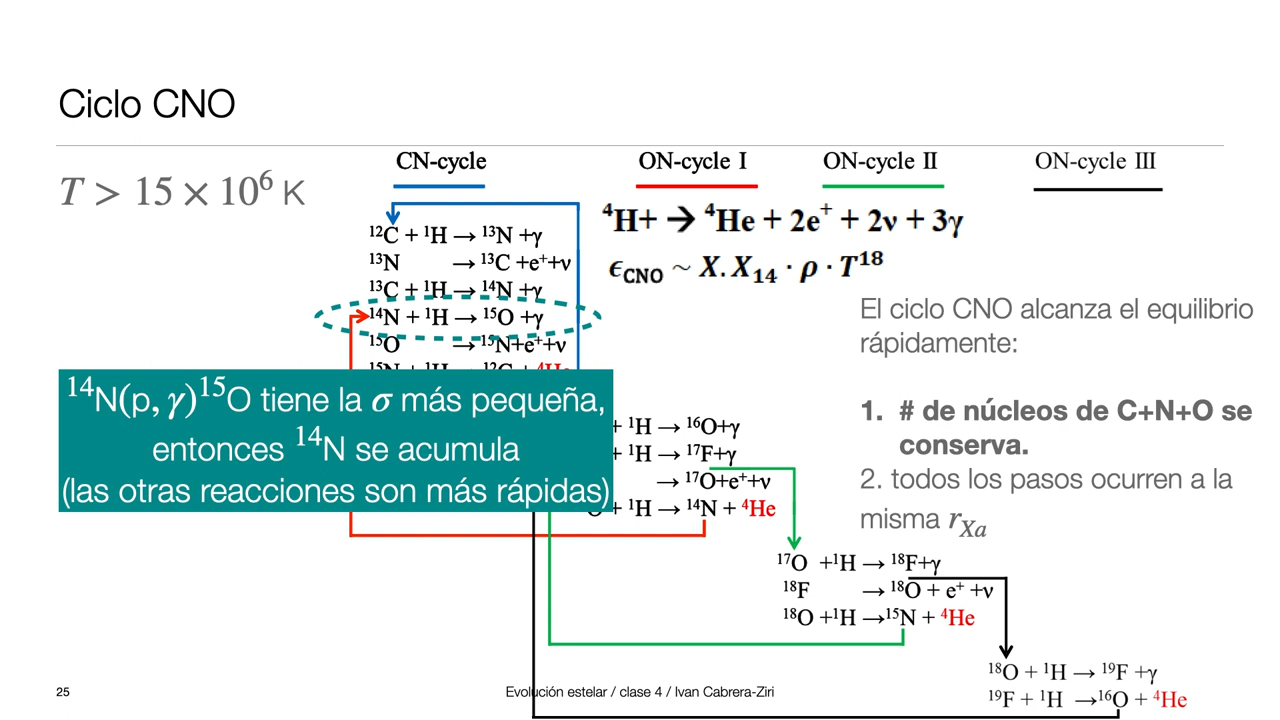 Ciclo CNO
T > 15 × 10⁶ K
CN-cycle
ON-cycle I
ON-cycle II
ON-cycle III
¹²C + ¹H → ¹³N +γ
¹³N → ¹³C +e⁺+ν
¹³C + ¹H → ¹⁴N +γ
¹⁴N + ¹H → ¹⁵O +γ
¹⁵O → ¹⁵N+e⁺+ν
¹⁵N + ¹H → ¹²C + ⁴He
⁴H+ → ⁴He + 2e⁺ + 2ν + 3γ
ϵCNO ~ X. X₁₄ · ρ · T¹⁸
¹⁴N(p, γ)¹⁵O tiene la σ más pequeña,
entonces ¹⁴N se acumula
(las otras reacciones son más rápidas)
+ ¹H → ¹⁶O+γ
+ ¹H → ¹⁷F+γ
→ ¹⁷O+e⁺+ν
+ ¹H → ¹⁴N + ⁴He
El ciclo CNO alcanza el equilibrio
rápidamente:
1. # de núcleos de C+N+O se
conserva.
2. todos los pasos ocurren a la
misma rXa
¹⁷O +¹H → ¹⁸F+γ
¹⁸F → ¹⁸O + e⁺ +ν
¹⁸O +¹H →¹⁵N + ⁴He
¹⁸O + ¹H → ¹⁹F +γ
¹⁹F + ¹H →¹⁶O + ⁴He
25
Evolución estelar / clase 4 / Ivan Cabrera-Ziri